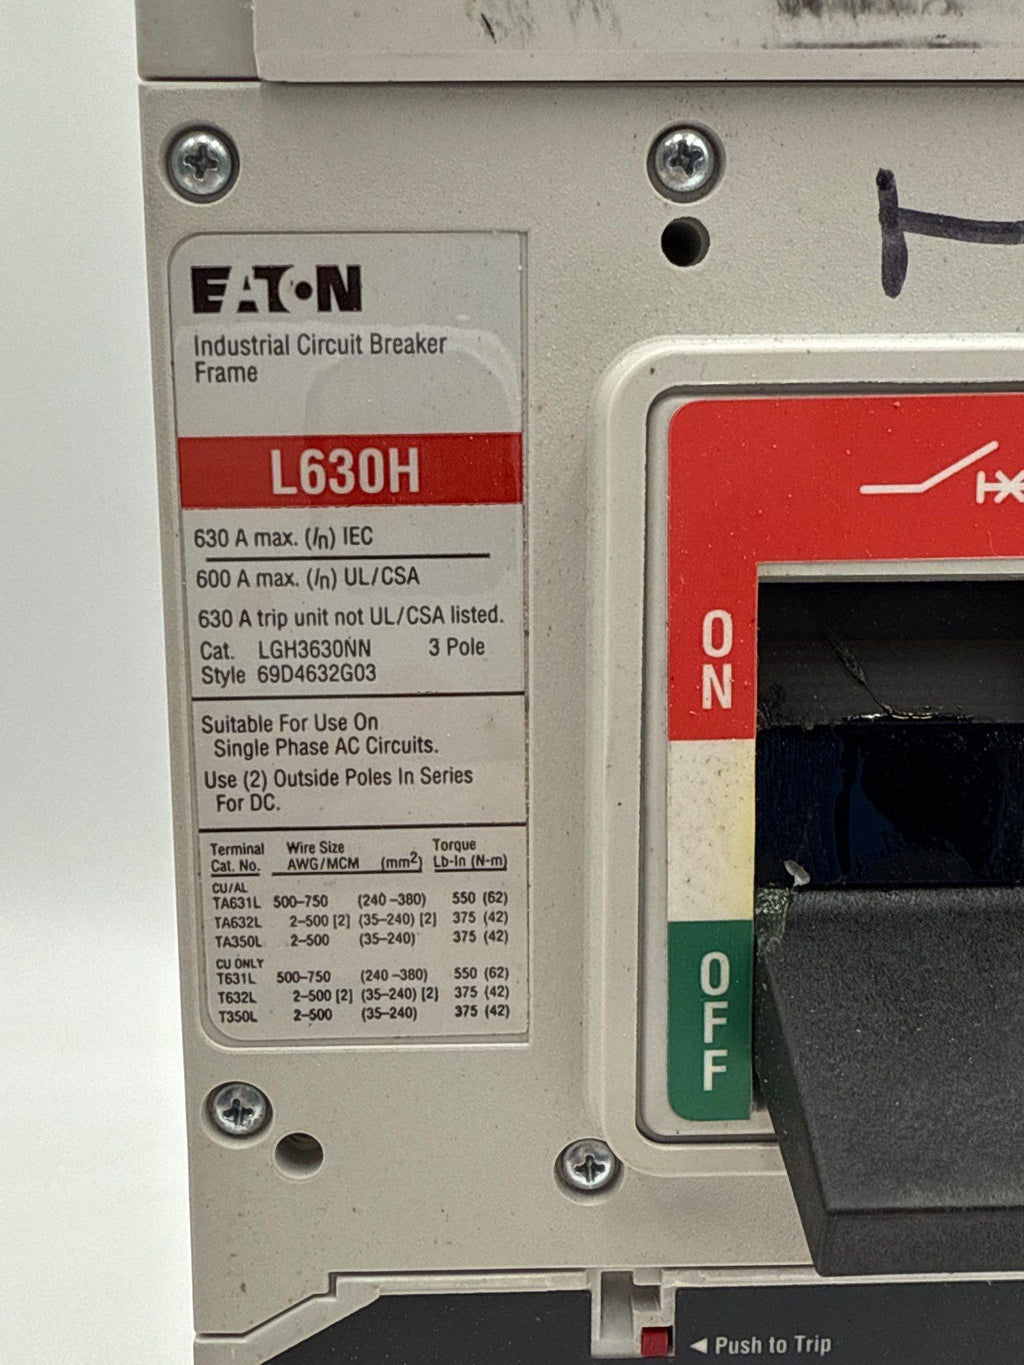 EATON
Industrial Circuit Breaker
Frame
L630H
630 A max. (In) IEC
600 A max. (In) UL/CSA
630 A trip unit not UL/CSA listed.
Cat. LGH3630NN 3 Pole
Style 69D4632G03
Suitable For Use On
Single Phase AC Circuits.
Use (2) Outside Poles In Series
For DC.
Terminal Wire Size Torque
Cat. No. AWG/MCM (mm²) Lb-In (N-m)
CU/AL
TA631L 500–750 (240–380) 550 (62)
TA632L 2–500 [2] (35–240) [2] 375 (42)
TA350L 2–500 (35–240) 375 (42)
CU ONLY
T631L 500–750 (240–380) 550 (62)
T632L 2–500 [2] (35–240) [2] 375 (42)
T350L 2–500 (35–240) 375 (42)
ON
OFF
◀ Push to Trip